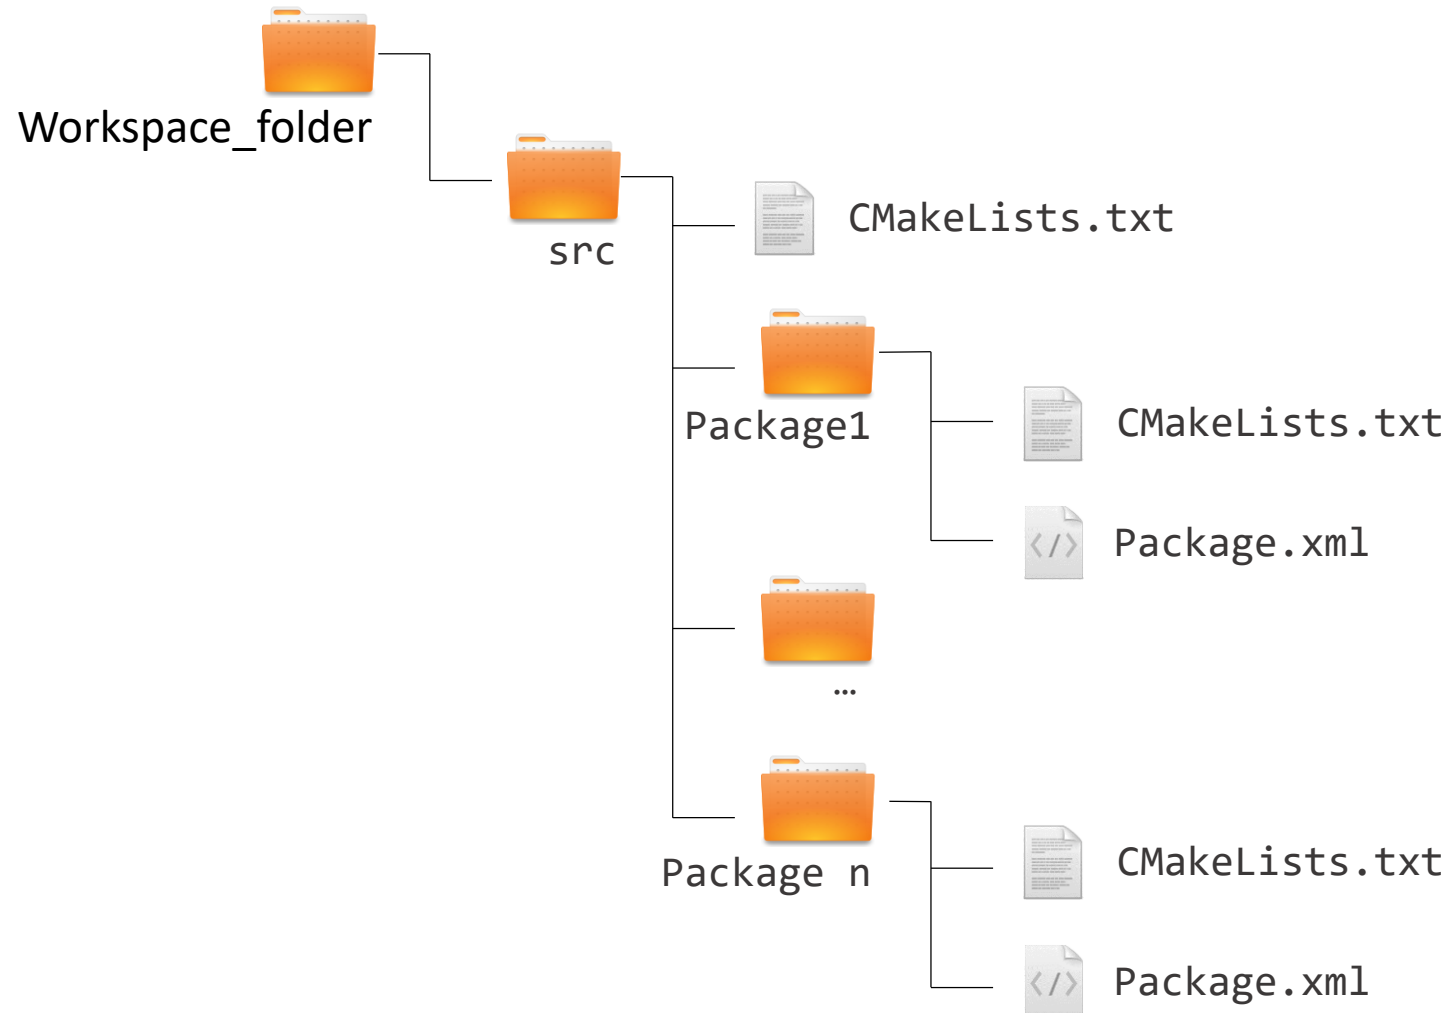 Workspace_folder
src
CMakeLists.txt
Package1
CMakeLists.txt
Package.xml
…
Package n
CMakeLists.txt
Package.xml